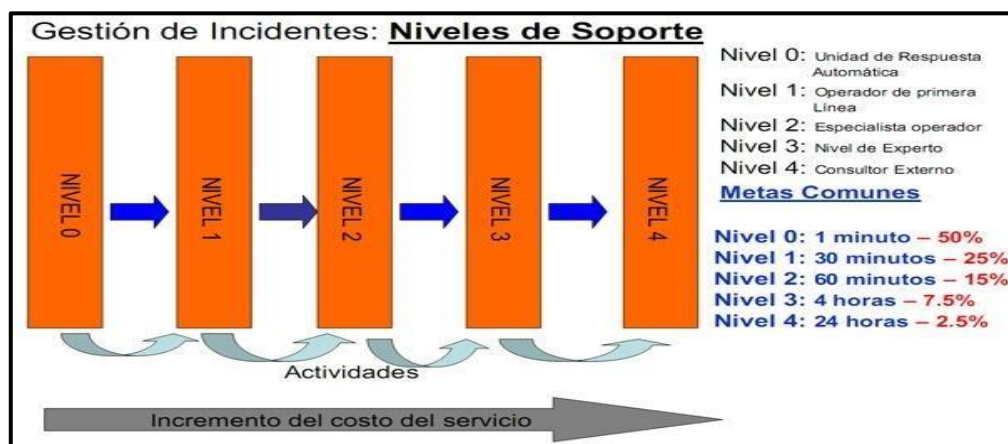 Gestión de Incidentes: Niveles de Soporte
NIVEL 0
NIVEL 1
NIVEL 2
NIVEL 3
NIVEL 4
Nivel 0: Unidad de Respuesta
Automática
Nivel 1: Operador de primera
Línea
Nivel 2: Especialista operador
Nivel 3: Nivel de Experto
Nivel 4: Consultor Externo
Metas Comunes
Nivel 0: 1 minuto – 50%
Nivel 1: 30 minutos – 25%
Nivel 2: 60 minutos – 15%
Nivel 3: 4 horas – 7.5%
Nivel 4: 24 horas – 2.5%
Actividades
Incremento del costo del servicio